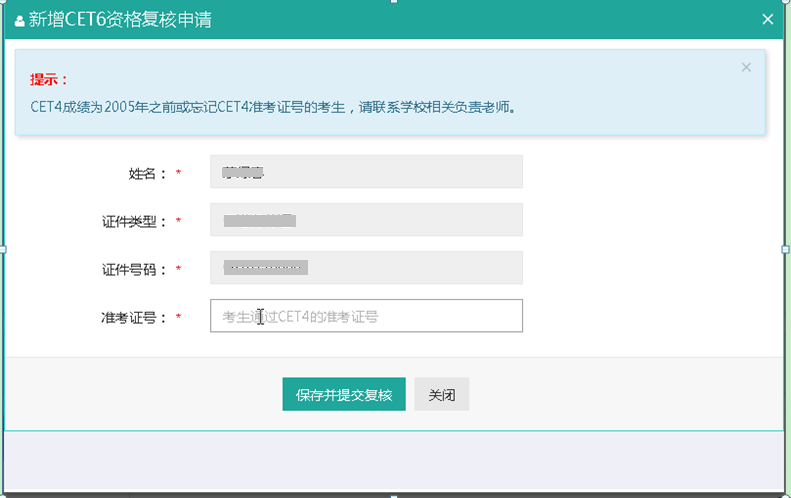 新增CET6资格复核申请
提示：
CET4成绩为2005年之前或忘记CET4准考证号的考生，请联系学校相关负责老师。
姓名： *
证件类型： *
证件号码： *
准考证号： * 考生通过CET4的准考证号
保存并提交复核 关闭